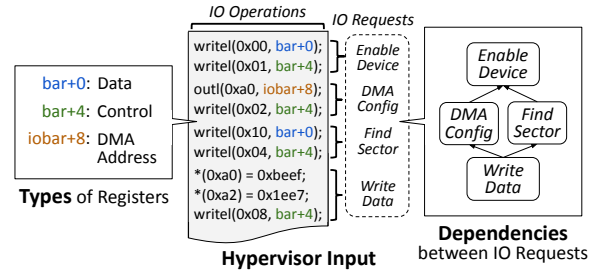 IO Operations
IO Requests
writel(0x00, bar+0);
writel(0x01, bar+4);
outl(0xa0, iobar+8);
writel(0x02, bar+4);
writel(0x10, bar+0);
writel(0x04, bar+4);
*(0xa0) = 0xbeef;
*(0xa2) = 0x1ee7;
writel(0x08, bar+4);
Enable
Device
DMA
Config
Find
Sector
Write
Data
bar+0: Data
bar+4: Control
iobar+8: DMA
Address
Types of Registers
Hypervisor Input
Enable
Device
DMA
Config
Find
Sector
Write
Data
Dependencies
between IO Requests